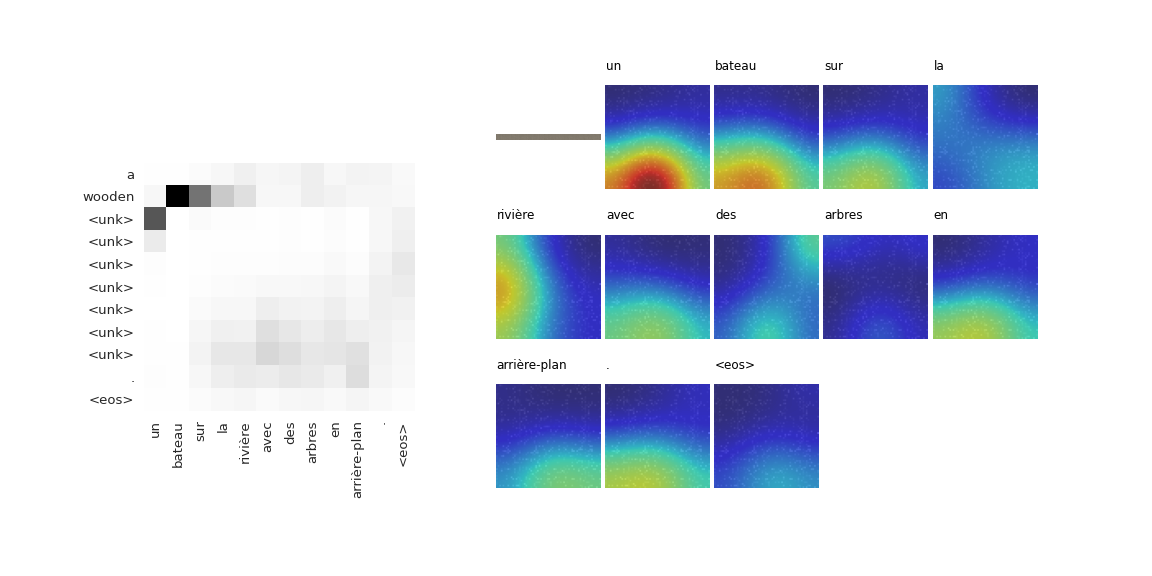 a
wooden
<unk>
<unk>
<unk>
<unk>
<unk>
<unk>
<unk>
.
<eos>
un
bateau
sur
la
rivière
avec
des
arbres
en
arrière-plan
.
<eos>
un bateau sur la
rivière avec des arbres en
arrière-plan . <eos>